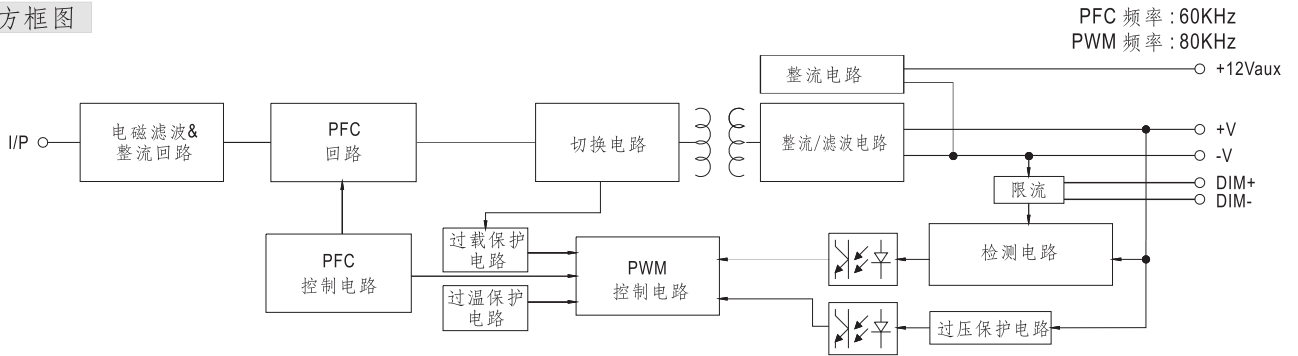 方框图
PFC 频率 : 60KHz
PWM 频率 : 80KHz
整流电路
+12Vaux
I/P
电磁滤波&
整流回路
PFC
回路
切换电路
整流/滤波电路
+V
-V
限流
DIM+
DIM-
PFC
控制电路
过载保护
电路
过温保护
电路
PWM
控制电路
检测电路
过压保护电路